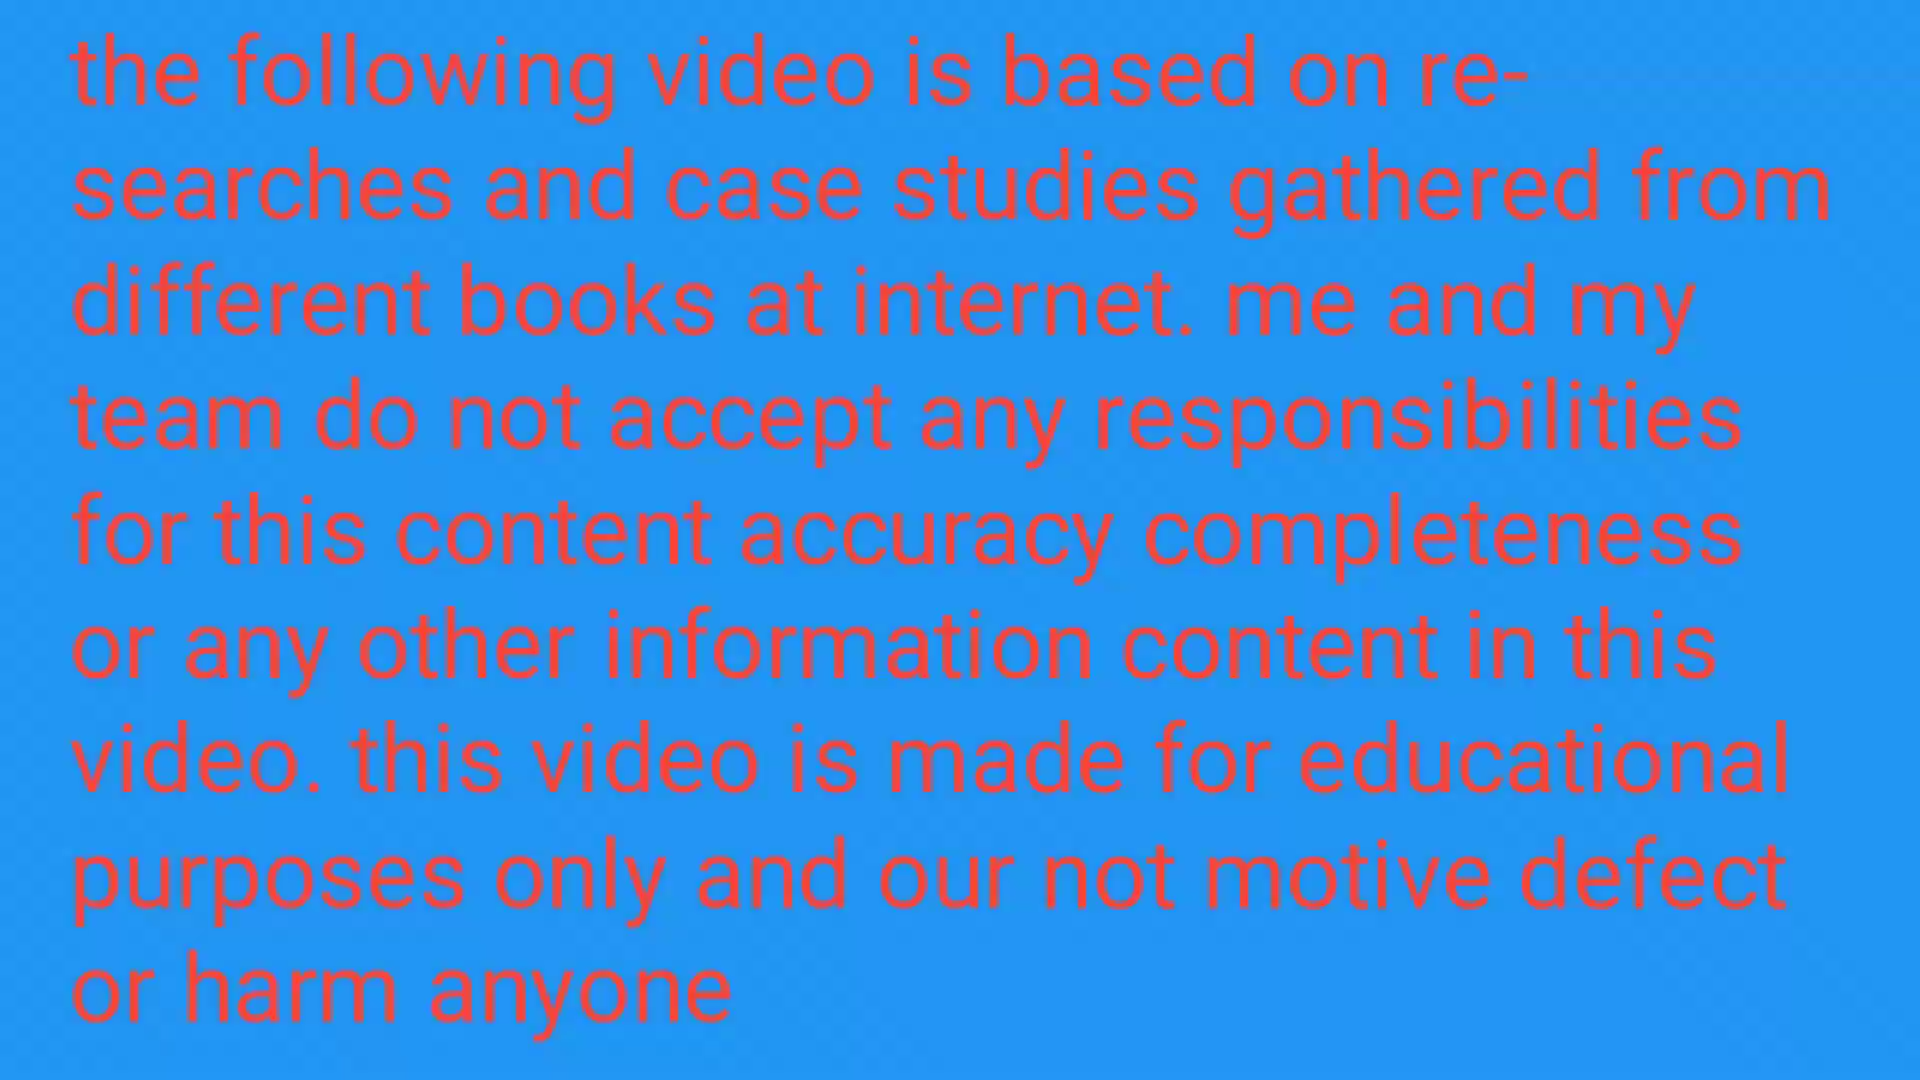 the following video is based on re-
searches and case studies gathered from
different books at internet. me and my
team do not accept any responsibilities
for this content accuracy completeness
or any other information content in this
video. this video is made for educational
purposes only and our not motive defect
or harm anyone